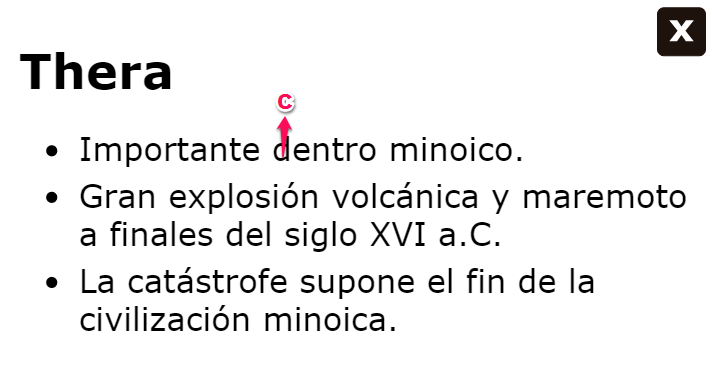 X
Thera
c
• Importante dentro minoico.
• Gran explosión volcánica y maremoto
a finales del siglo XVI a.C.
• La catástrofe supone el fin de la
civilización minoica.